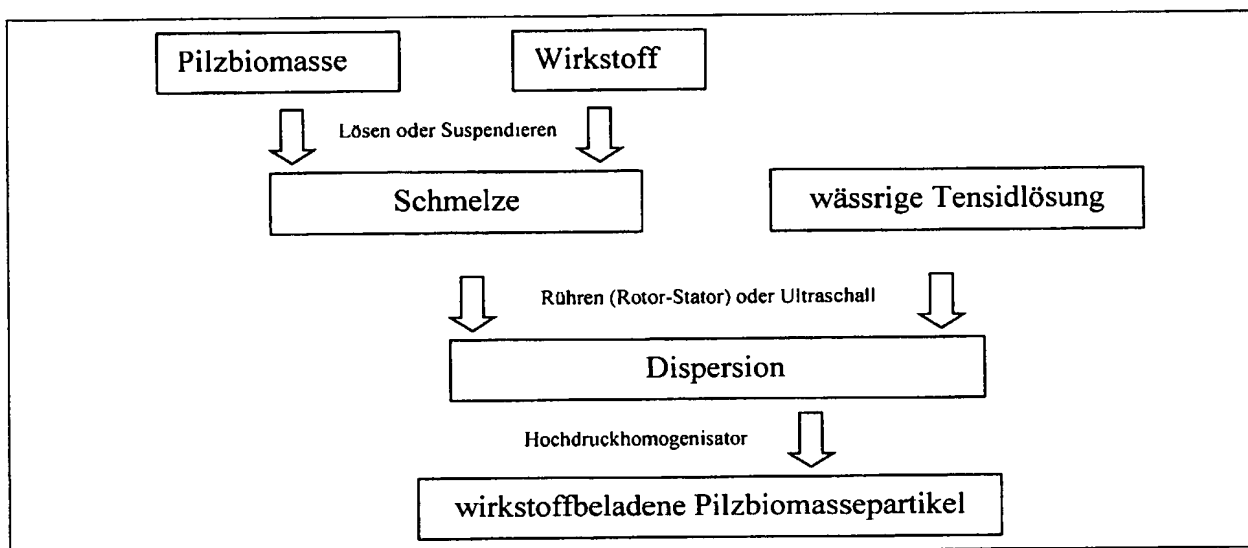 Pilzbiomasse
Wirkstoff
Lösen oder Suspendieren
Schmelze
wässrige Tensidlösung
Rühren (Rotor-Stator) oder Ultraschall
Dispersion
Hochdruckhomogenisator
wirkstoffbeladene Pilzbiomassepartikel